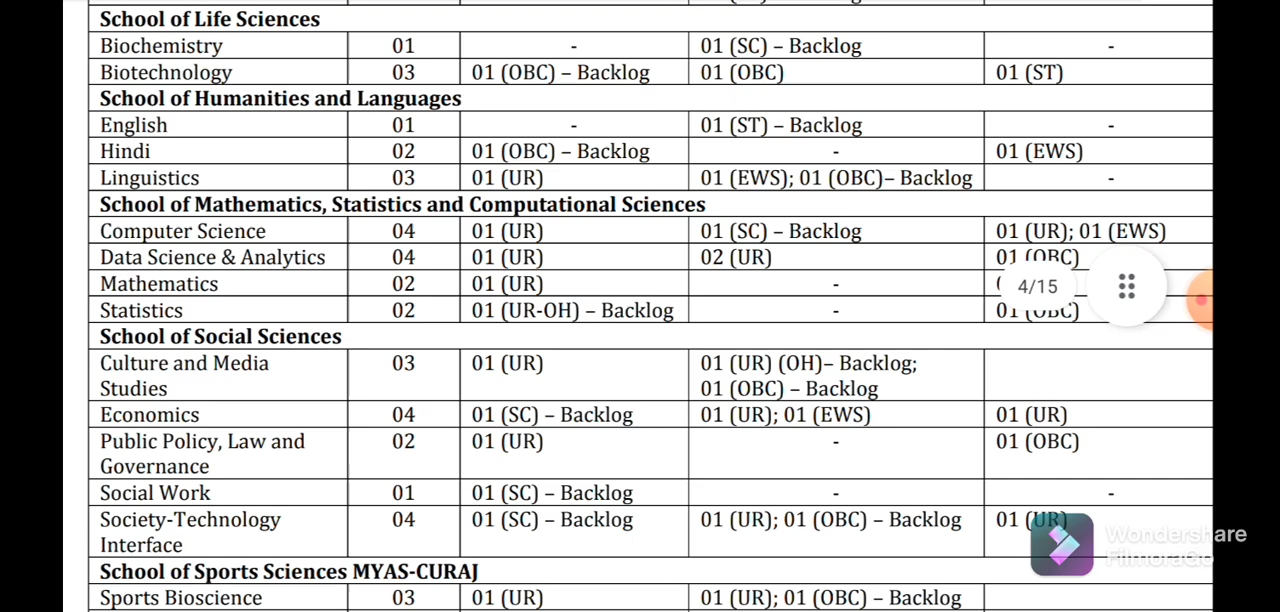 School of Life Sciences
Biochemistry 01 - 01 (SC) – Backlog -
Biotechnology 03 01 (OBC) – Backlog 01 (OBC) 01 (ST)
School of Humanities and Languages
English 01 - 01 (ST) – Backlog -
Hindi 02 01 (OBC) – Backlog - 01 (EWS)
Linguistics 03 01 (UR) 01 (EWS); 01 (OBC)– Backlog -
School of Mathematics, Statistics and Computational Sciences
Computer Science 04 01 (UR) 01 (SC) – Backlog 01 (UR); 01 (EWS)
Data Science & Analytics 04 01 (UR) 02 (UR) 01 (OBC)
Mathematics 02 01 (UR) -
4/15
Statistics 02 01 (UR-OH) – Backlog - 01 (OBC)
School of Social Sciences
Culture and Media 03 01 (UR) 01 (UR) (OH)– Backlog;
Studies 01 (OBC) – Backlog
Economics 04 01 (SC) – Backlog 01 (UR); 01 (EWS) 01 (UR)
Public Policy, Law and 02 01 (UR) - 01 (OBC)
Governance
Social Work 01 01 (SC) – Backlog - -
Society-Technology 04 01 (SC) – Backlog 01 (UR); 01 (OBC) – Backlog 01 (UR)
Interface
Wondershare
FilmoraGo
School of Sports Sciences MYAS-CURAJ
Sports Bioscience 03 01 (UR) 01 (UR); 01 (OBC) – Backlog